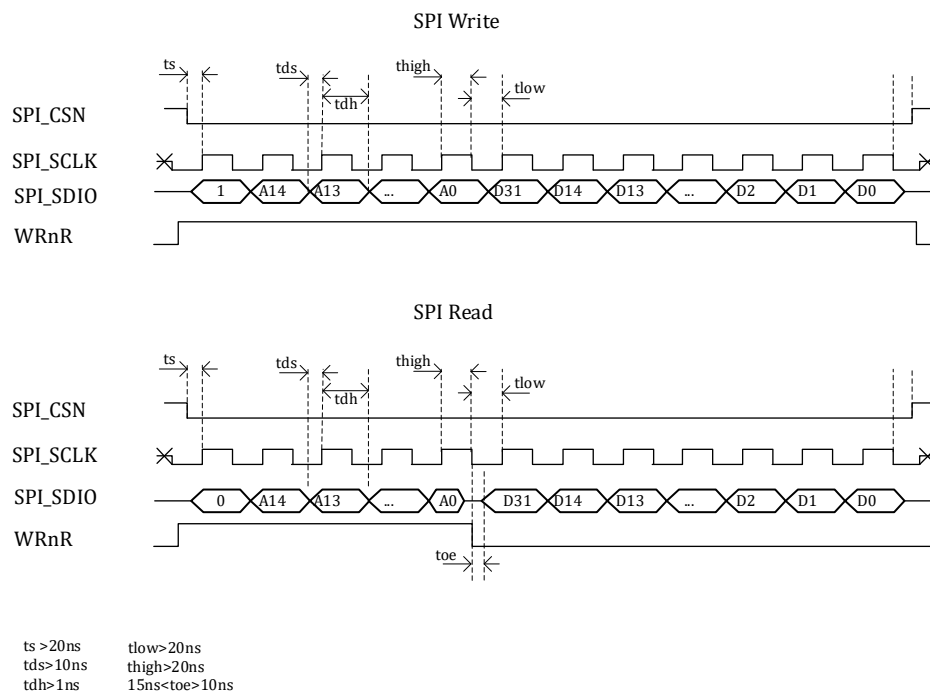 SPI Write
ts tds thigh
tdh tlow
SPI_CSN
SPI_SCLK
SPI_SDIO 1 A14 A13 ... A0 D31 D14 D13 ... D2 D1 D0
WRnR
SPI Read
ts tds thigh
tdh tlow
SPI_CSN
SPI_SCLK
SPI_SDIO 0 A14 A13 ... A0 D31 D14 D13 ... D2 D1 D0
WRnR
toe
ts >20ns tlow>20ns
tds>10ns thigh>20ns
tdh>1ns 15ns<toe>10ns